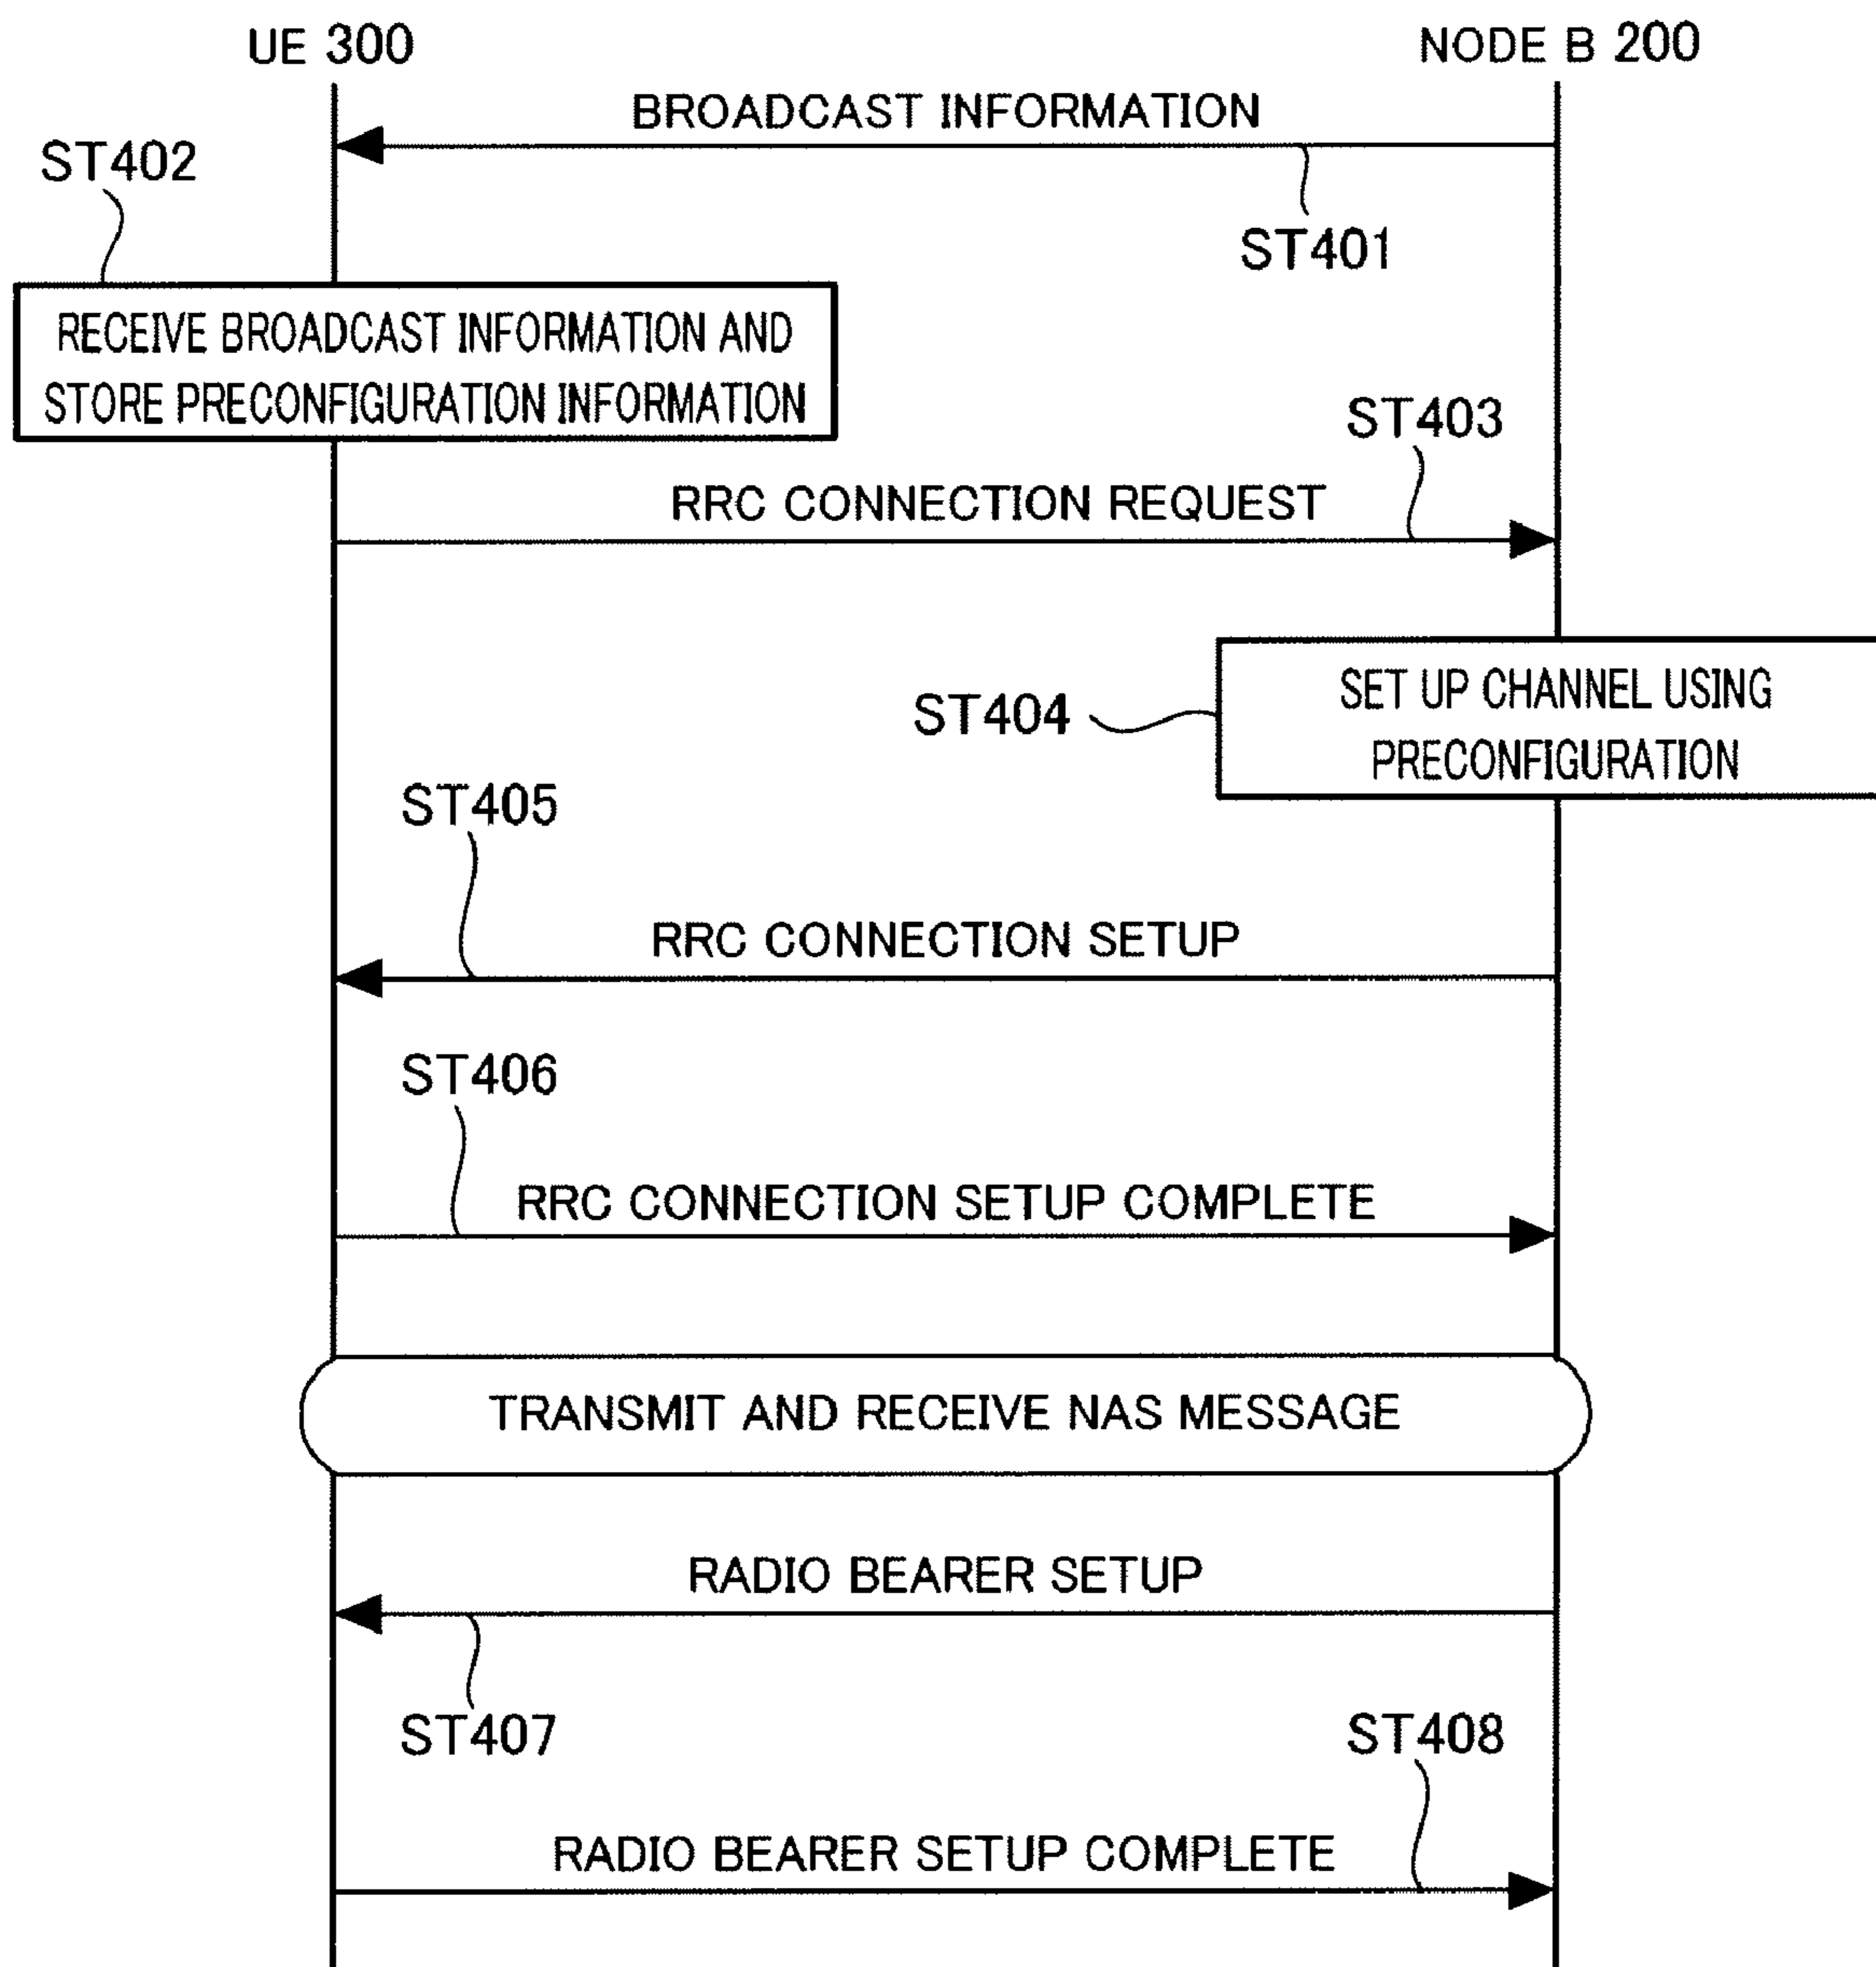 UE 300
NODE B 200
BROADCAST INFORMATION
ST402
ST401
RECEIVE BROADCAST INFORMATION AND
STORE PRECONFIGURATION INFORMATION
ST403
RRC CONNECTION REQUEST
SET UP CHANNEL USING
PRECONFIGURATION
ST404
ST405
RRC CONNECTION SETUP
ST406
RRC CONNECTION SETUP COMPLETE
TRANSMIT AND RECEIVE NAS MESSAGE
RADIO BEARER SETUP
ST407
ST408
RADIO BEARER SETUP COMPLETE